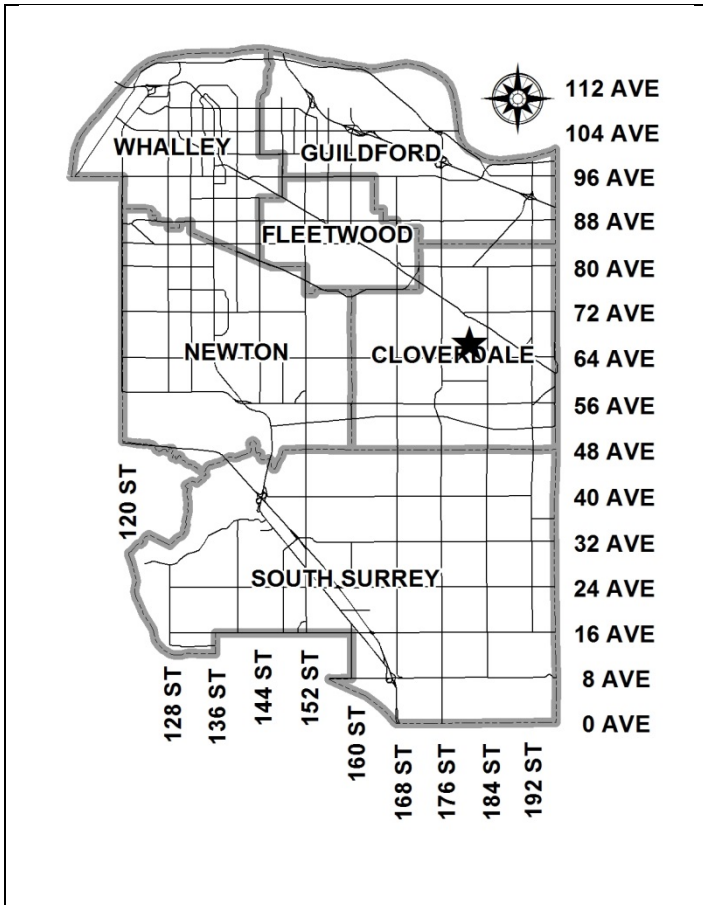 112 AVE
104 AVE
WHALLEY
GUILDFORD
96 AVE
88 AVE
FLEETWOOD
80 AVE
72 AVE
NEWTON
CLOVERDALE
64 AVE
56 AVE
48 AVE
120 ST
40 AVE
32 AVE
SOUTH SURREY
24 AVE
16 AVE
8 AVE
0 AVE
128 ST
136 ST
144 ST
152 ST
160 ST
168 ST
176 ST
184 ST
192 ST